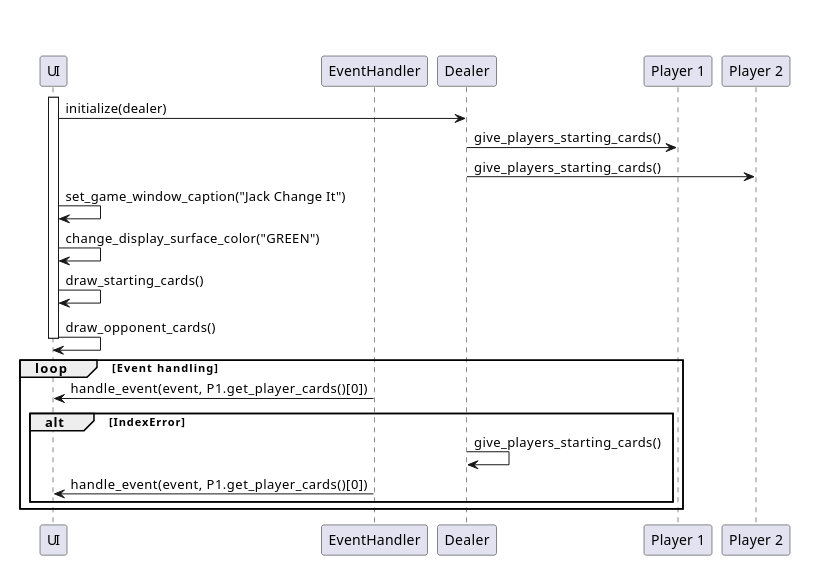 UI EventHandler Dealer Player 1 Player 2
initialize(dealer)
give_players_starting_cards()
give_players_starting_cards()
set_game_window_caption("Jack Change It")
change_display_surface_color("GREEN")
draw_starting_cards()
draw_opponent_cards()
loop [Event handling]
handle_event(event, P1.get_player_cards()[0])
alt [IndexError]
give_players_starting_cards()
handle_event(event, P1.get_player_cards()[0])
UI EventHandler Dealer Player 1 Player 2